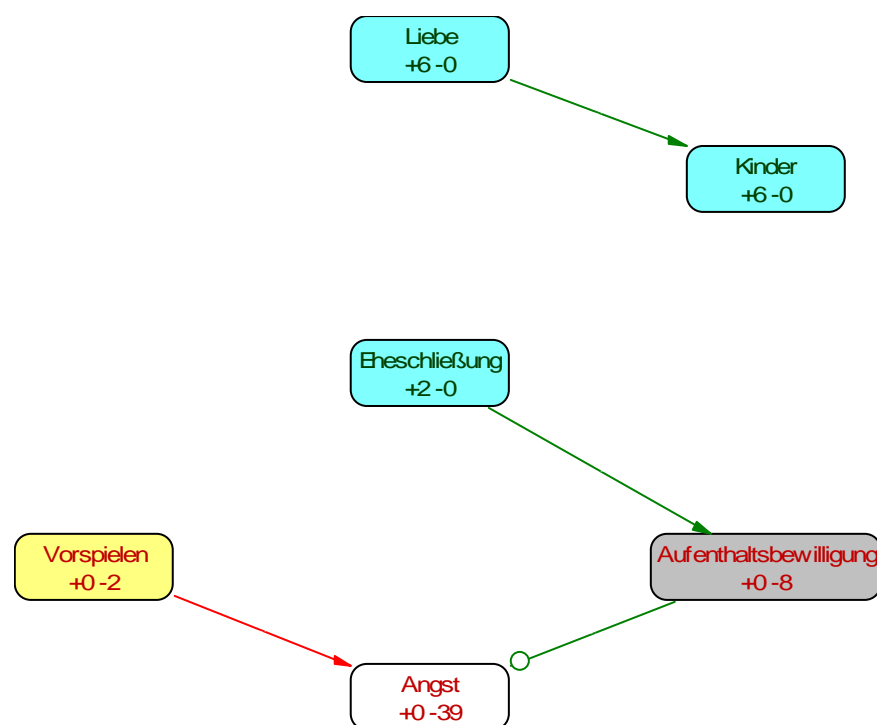 Liebe
+6 -0
Kinder
+6 -0
Eheschließung
+2 -0
Vorspielen
+0 -2
Aufenthaltsbewilligung
+0 -8
Angst
+0 -39